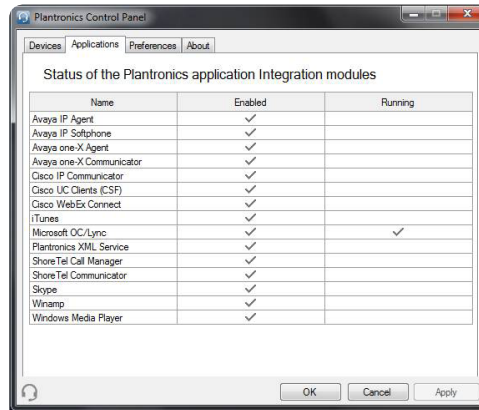 Plantronics Control Panel
Devices Applications Preferences About
Status of the Plantronics application Integration modules
Name Enabled Running
Avaya IP Agent
Avaya IP Softphone
Avaya one-X Agent
Avaya one-X Communicator
Cisco IP Communicator
Cisco UC Clients (CSF)
Cisco WebEx Connect
iTunes
Microsoft OC/Lync
Plantronics XML Service
ShoreTel Call Manager
ShoreTel Communicator
Skype
Winamp
Windows Media Player
OK Cancel Apply